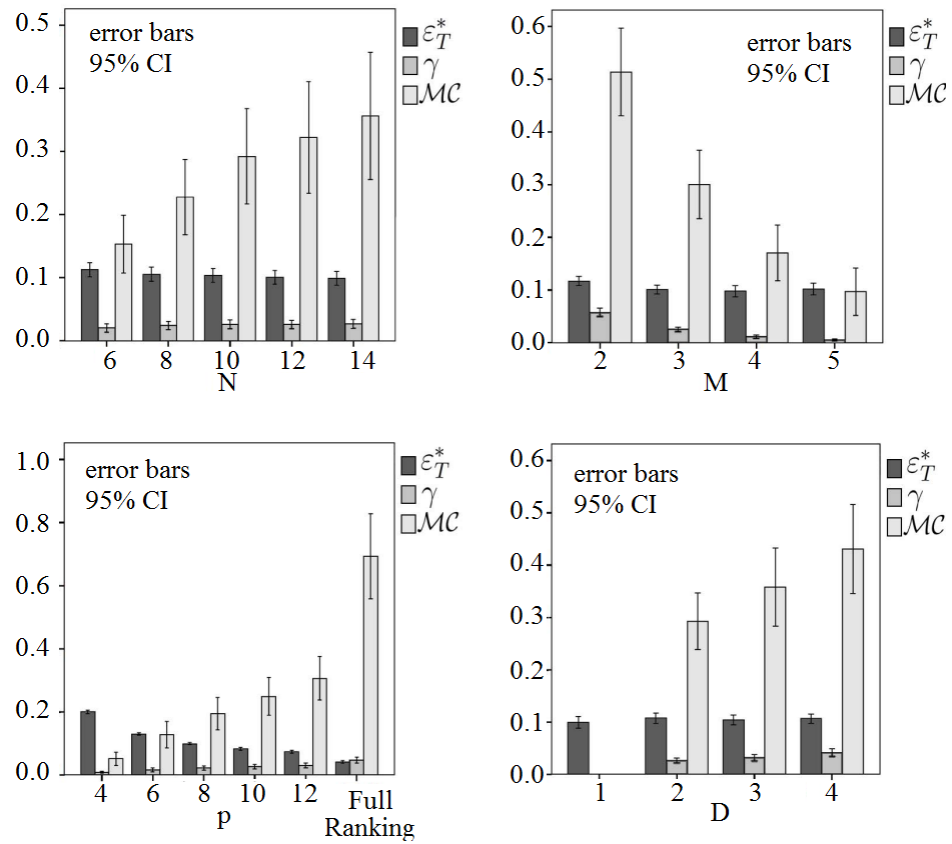 0.5
0.4
0.3
0.2
0.1
0.0
error bars
95% CI
ε*T
γ
MC
6 8 10 12 14
N
0.6
0.5
0.4
0.3
0.2
0.1
0.0
error bars
95% CI
ε*T
γ
MC
2 3 4 5
M
1.0
0.8
0.6
0.4
0.2
0.0
error bars
95% CI
ε*T
γ
MC
4 6 8 10 12 Full
Ranking
p
0.6
0.5
0.4
0.3
0.2
0.1
0.0
error bars
95% CI
ε*T
γ
MC
1 2 3 4
D